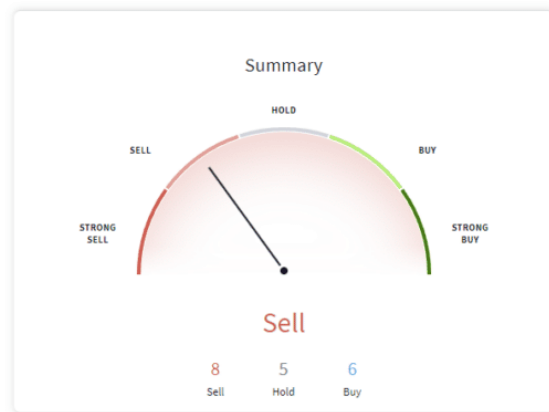 Summary
HOLD
SELL
BUY
STRONG
SELL
STRONG
BUY
Sell
8 5 6
Sell Hold Buy